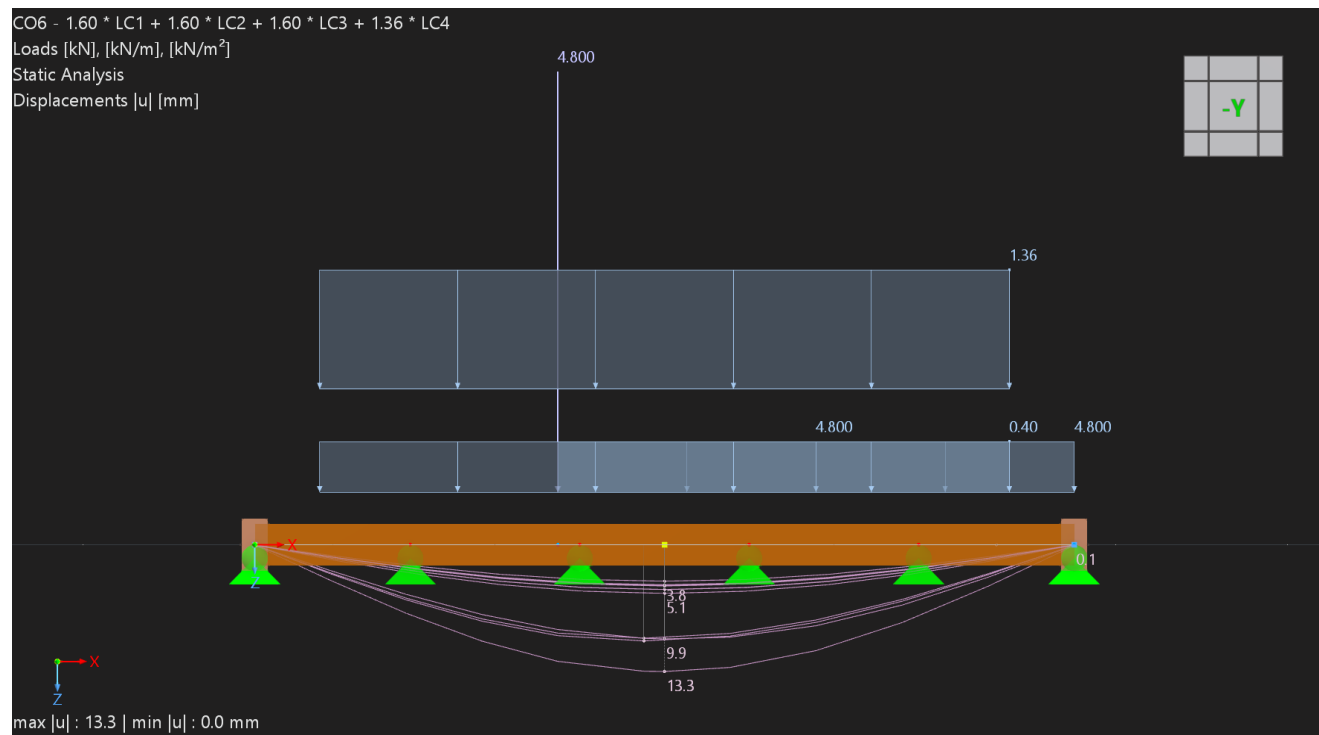 CO6 - 1.60 * LC1 + 1.60 * LC2 + 1.60 * LC3 + 1.36 * LC4
Loads [kN], [kN/m], [kN/m²]
Static Analysis
Displacements |u| [mm]
4.800
-Y
1.36
4.800
0.40
4.800
X
Z
0.1
3.8
5.1
9.9
13.3
X
Z
max |u| : 13.3 | min |u| : 0.0 mm